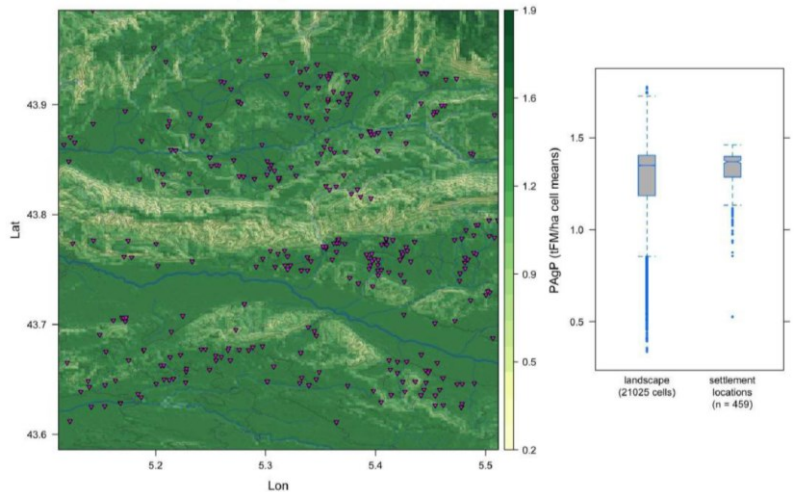 1.9
1.6
1.2
0.9
0.5
0.2
43.9
43.8
43.7
43.6
Lat
5.2 5.3 5.4 5.5
Lon
PAgP (tFM/ha cell means)
1.5
1.0
0.5
landscape
(21025 cells)
settlement
locations
(n = 459)